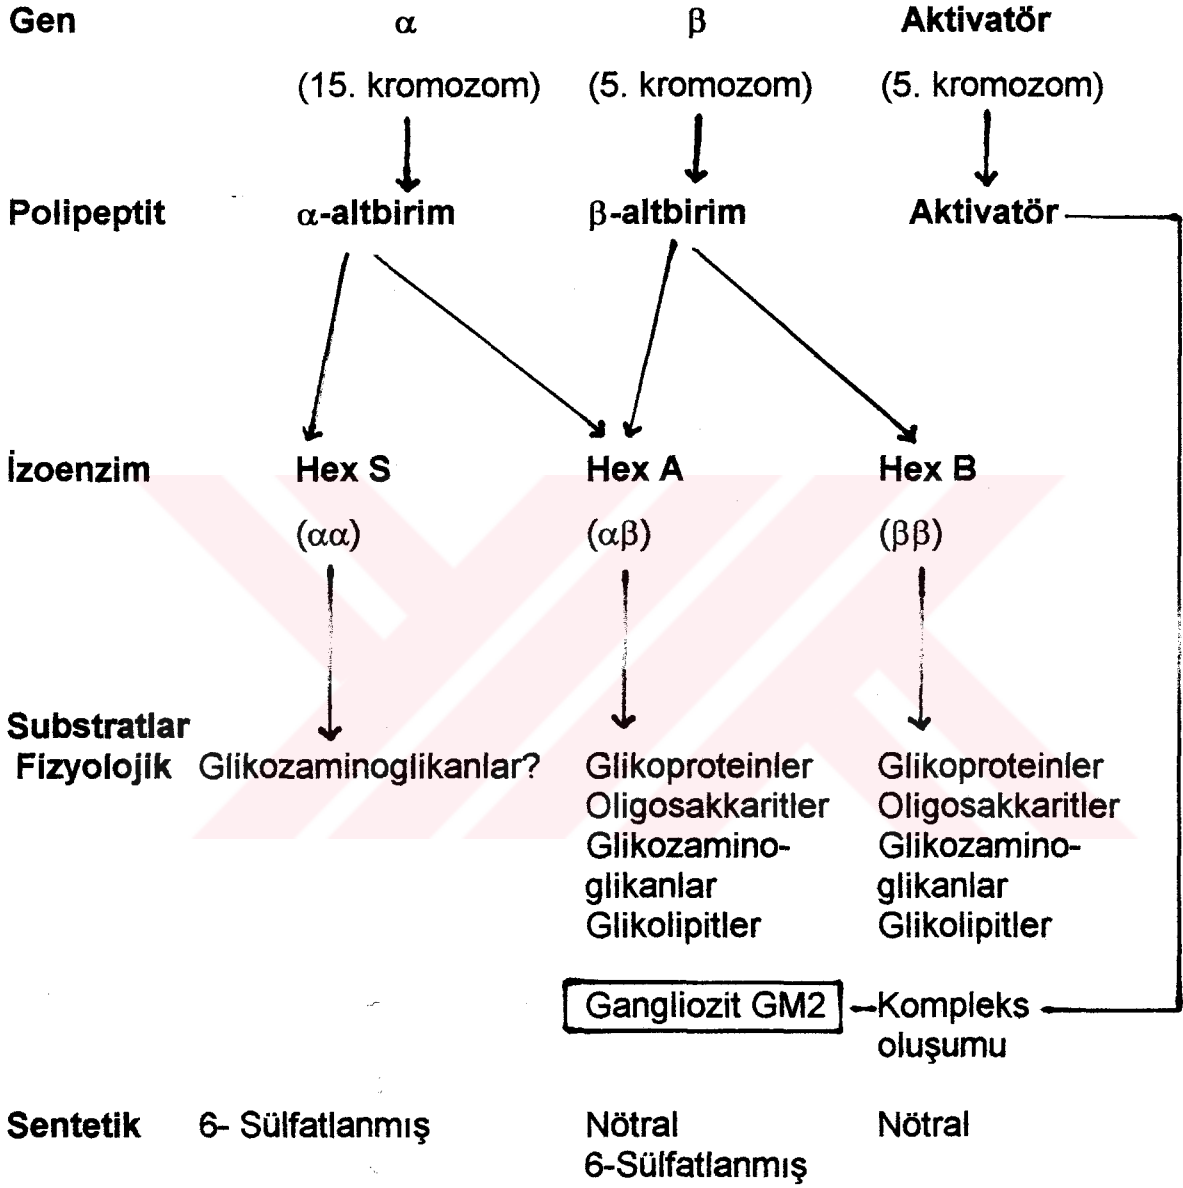 Gen α β Aktivatör
(15. kromozom) (5. kromozom) (5. kromozom)
Polipeptit α-altbirim β-altbirim Aktivatör
İzoenzim Hex S Hex A Hex B
(αα) (αβ) (ββ)
Substratlar
Fizyolojik Glikozaminoglikanlar? Glikoproteinler Glikoproteinler
Oligosakkaritler Oligosakkaritler
Glikozamino- Glikozamino-
glikanlar glikanlar
Glikolipitler Glikolipitler
Gangliozit GM2 Kompleks
oluşumu
Sentetik 6- Sülfatlanmış Nötral Nötral
6-Sülfatlanmış